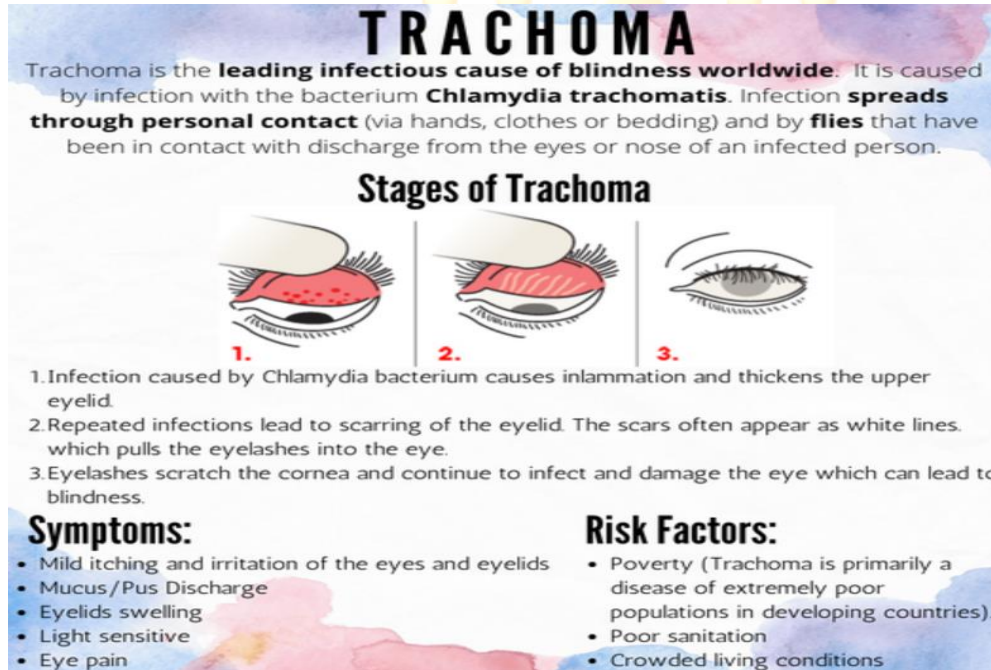 TRACHOMA
Trachoma is the leading infectious cause of blindness worldwide. It is caused
by infection with the bacterium Chlamydia trachomatis. Infection spreads
through personal contact (via hands, clothes or bedding) and by flies that have
been in contact with discharge from the eyes or nose of an infected person.
Stages of Trachoma
1.
2.
3.
1. Infection caused by Chlamydia bacterium causes inlammation and thickens the upper
eyelid.
2. Repeated infections lead to scarring of the eyelid. The scars often appear as white lines.
which pulls the eyelashes into the eye.
3. Eyelashes scratch the cornea and continue to infect and damage the eye which can lead to
blindness.
Symptoms:
• Mild itching and irritation of the eyes and eyelids
• Mucus/Pus Discharge
• Eyelids swelling
• Light sensitive
• Eye pain
Risk Factors:
• Poverty (Trachoma is primarily a
disease of extremely poor
populations in developing countries).
• Poor sanitation
• Crowded living conditions